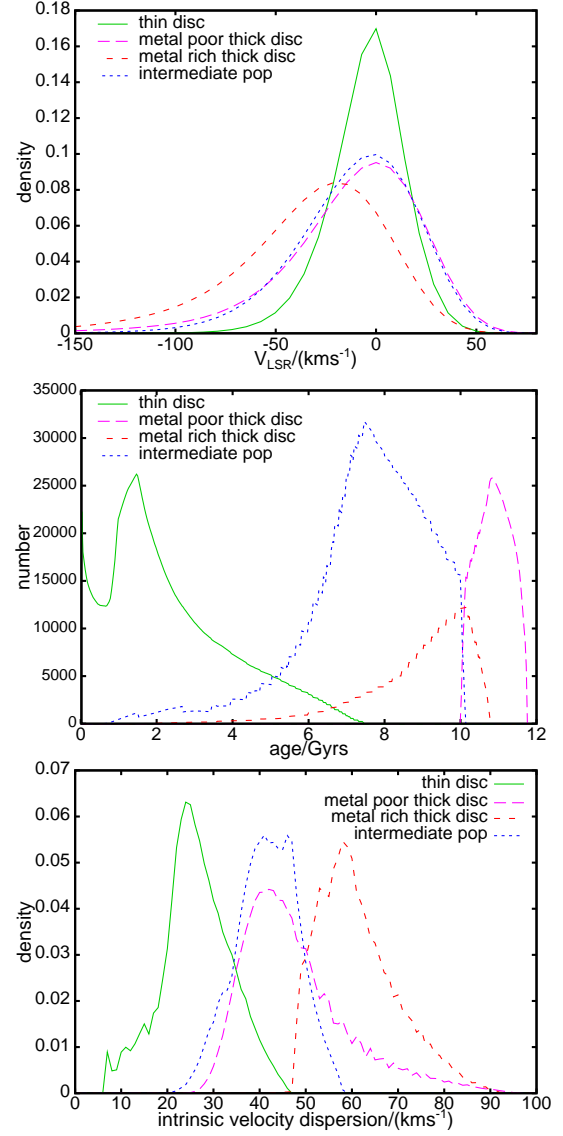 0.18
0.16
0.14
0.12
0.1
0.08
0.06
0.04
0.02
0
density
thin disc
metal poor thick disc
metal rich thick disc
intermediate pop
-150 -100 -50 0 50
V_LSR/(kms⁻¹)
35000
30000
25000
20000
15000
10000
5000
0
number
thin disc
metal poor thick disc
metal rich thick disc
intermediate pop
0 2 4 6 8 10 12
age/Gyrs
0.07
0.06
0.05
0.04
0.03
0.02
0.01
0
density
thin disc
metal poor thick disc
metal rich thick disc
intermediate pop
0 10 20 30 40 50 60 70 80 90 100
intrinsic velocity dispersion/(kms⁻¹)